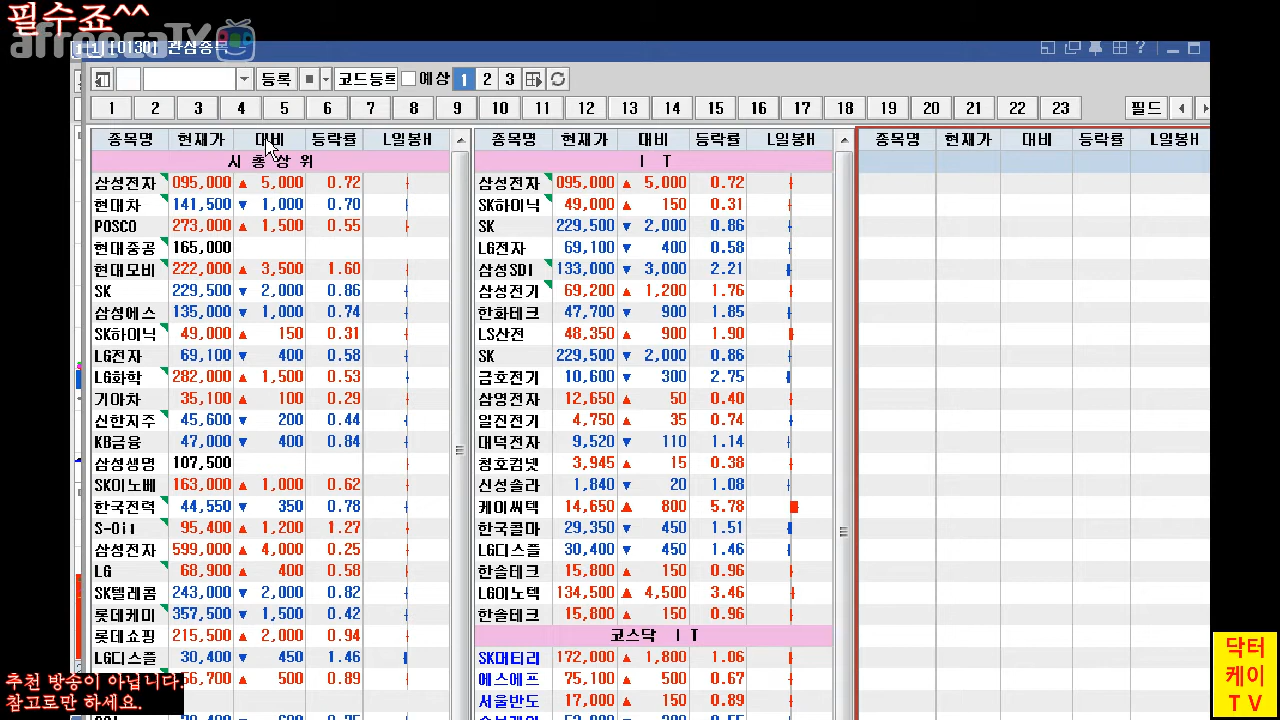 필수죠^^
afreecaTV
[0130] 관심종목
등록 코드등록 예상 1 2 3
1 2 3 4 5 6 7 8 9 10 11 12 13 14 15 16 17 18 19 20 21 22 23 필드
종목명 현재가 대비 등락률 L일봉H
시 총 상 위
삼성전자 095,000 ▲ 5,000 0.72
현대차 141,500 ▼ 1,000 0.70
POSCO 273,000 ▲ 1,500 0.55
현대중공 165,000
현대모비 222,000 ▲ 3,500 1.60
SK 229,500 ▼ 2,000 0.86
삼성에스 135,000 ▼ 1,000 0.74
SK하이닉 49,000 ▲ 150 0.31
LG전자 69,100 ▼ 400 0.58
LG화학 282,000 ▲ 1,500 0.53
기아차 35,100 ▲ 100 0.29
신한지주 45,600 ▼ 200 0.44
KB금융 47,000 ▼ 400 0.84
삼성생명 107,500
SK이노베 163,000 ▲ 1,000 0.62
한국전력 44,550 ▼ 350 0.78
S-Oil 95,400 ▲ 1,200 1.27
삼성전자 599,000 ▲ 4,000 0.25
LG 68,900 ▲ 400 0.58
SK텔레콤 243,000 ▼ 2,000 0.82
롯데케미 357,500 ▼ 1,500 0.42
롯데쇼핑 215,500 ▲ 2,000 0.94
LG디스플 30,400 ▼ 450 1.46
56,700 ▲ 500 0.89
종목명 현재가 대비 등락률 L일봉H
I T
삼성전자 095,000 ▲ 5,000 0.72
SK하이닉 49,000 ▲ 150 0.31
SK 229,500 ▼ 2,000 0.86
LG전자 69,100 ▼ 400 0.58
삼성SDI 133,000 ▼ 3,000 2.21
삼성전기 69,200 ▲ 1,200 1.76
한화테크 47,700 ▼ 900 1.85
LS산전 48,350 ▲ 900 1.90
SK 229,500 ▼ 2,000 0.86
금호전기 10,600 ▼ 300 2.75
삼영전자 12,650 ▲ 50 0.40
일진전기 4,750 ▲ 35 0.74
대덕전자 9,520 ▼ 110 1.14
청호컴넷 3,945 ▲ 15 0.38
신성솔라 1,840 ▼ 20 1.08
케이씨텍 14,650 ▲ 800 5.78
한국콜마 29,350 ▼ 450 1.51
LG디스플 30,400 ▼ 450 1.46
한솔테크 15,800 ▲ 150 0.96
LG이노텍 134,500 ▲ 4,500 3.46
한솔테크 15,800 ▲ 150 0.96
코스닥 I T
SK머티리 172,000 ▲ 1,800 1.06
에스에프 75,100 ▲ 500 0.67
서울반도 17,000 ▲ 150 0.89
종목명 현재가 대비 등락률 L일봉H
추천 방송이 아닙니다.
참고로만 하세요.
닥터
케이
T V